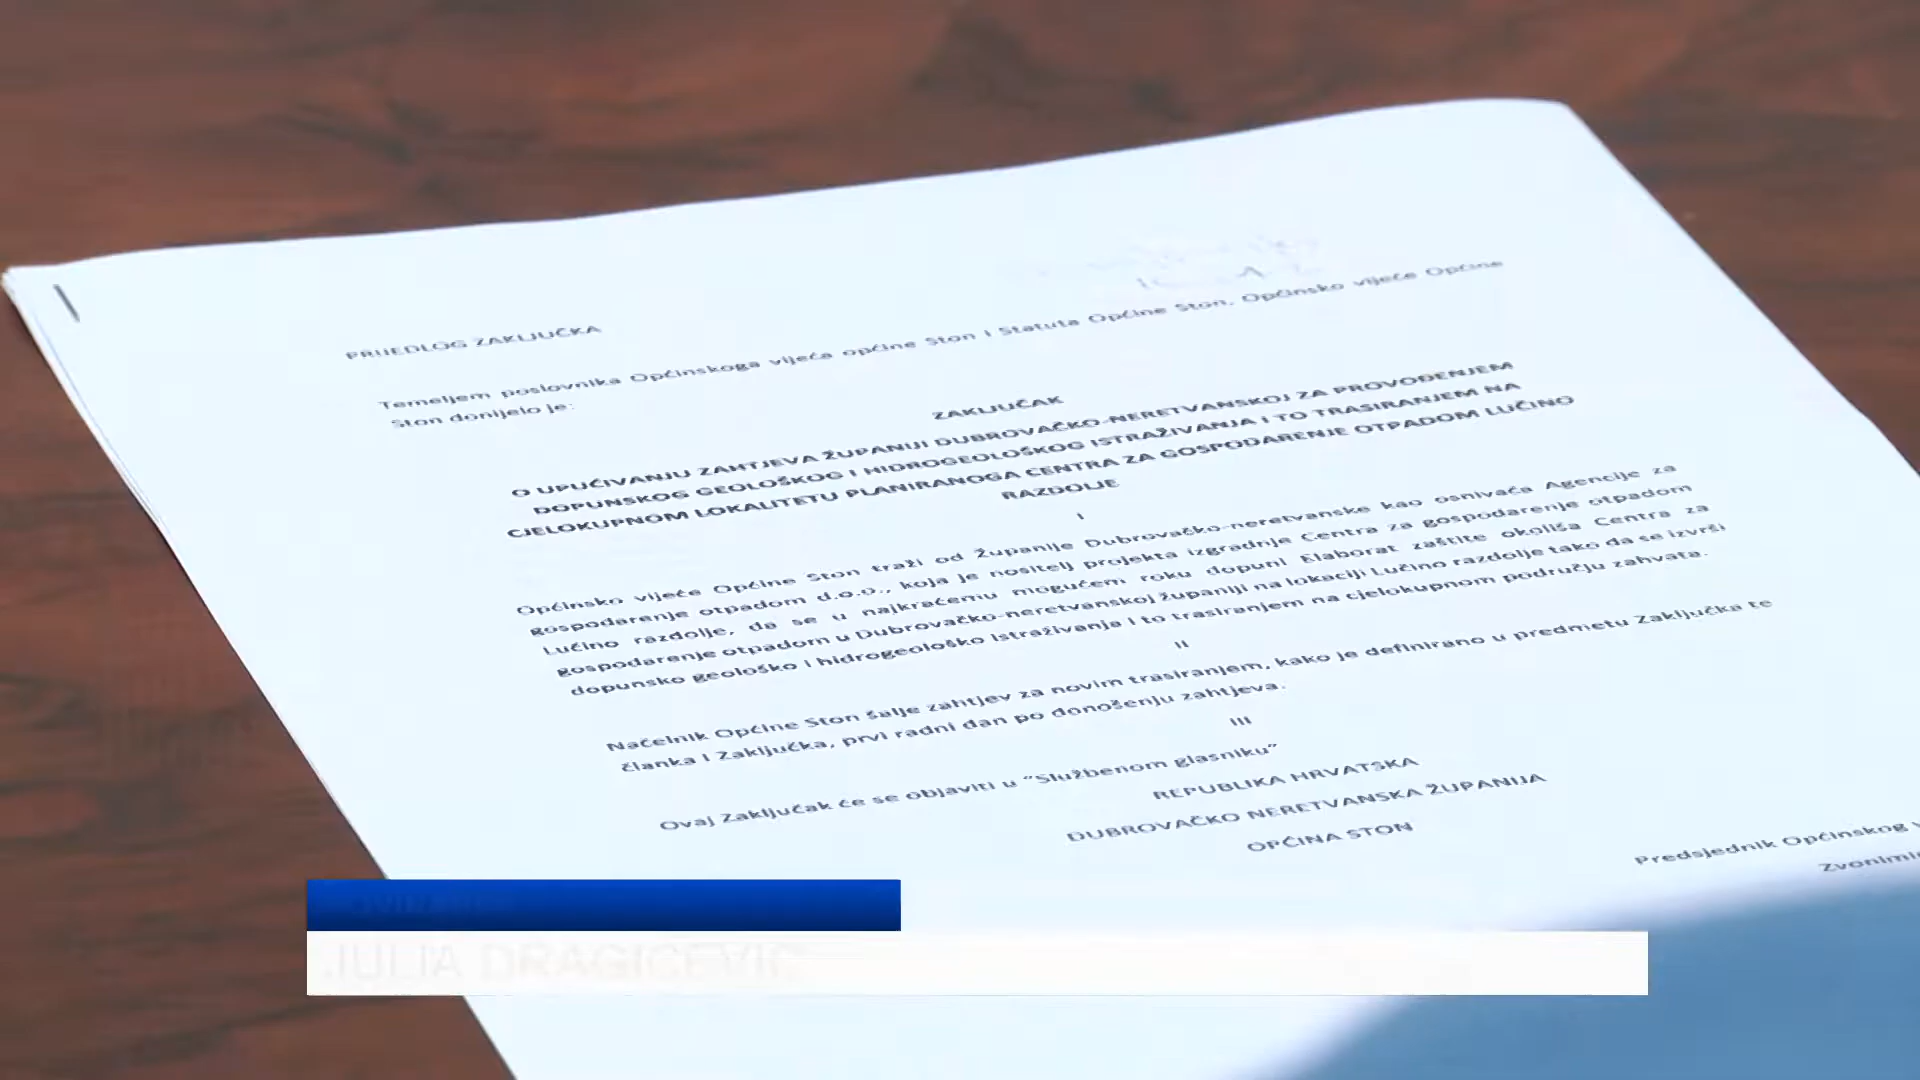 PRIJEDLOG ZAKLJUČKA
Temeljem poslovnika Općinskoga vijeća općine Ston i Statuta Općine Ston, Općinsko vijeće Općine
Ston donijelo je:
ZAKLJUČAK
O UPUĆIVANJU ZAHTJEVA ŽUPANIJI DUBROVAČKO-NERETVANSKOJ ZA PROVOĐENJEM
DOPUNSKOG GEOLOŠKOG I HIDROGEOLOŠKOG ISTRAŽIVANJA I TO TRASIRANJEM NA
CJELOKUPNOM LOKALITETU PLANIRANOGA CENTRA ZA GOSPODARENJE OTPADOM LUČINO
RAZDOLJE
I
Općinsko vijeće Općine Ston traži od Županije Dubrovačko-neretvanske kao osnivača Agencije za
gospodarenje otpadom d.o.o., koja je nositelj projekta izgradnje Centra za gospodarenje otpadom
Lučino razdolje, da se u najkraćemu mogućem roku dopuni Elaborat zaštite okoliša Centra za
gospodarenje otpadom u Dubrovačko-neretvanskoj županiji na lokaciji Lučino razdolje tako da se izvrši
dopunsko geološko i hidrogeološko istraživanja i to trasiranjem na cjelokupnom području zahvata.
II
Načelnik Općine Ston šalje zahtjev za novim trasiranjem, kako je definirano u predmetu Zaključka te
članka I Zaključka, prvi radni dan po donošenju zahtjeva.
III
Ovaj Zaključak će se objaviti u "Službenom glasniku"
REPUBLIKA HRVATSKA
DUBROVAČKO NERETVANSKA ŽUPANIJA
OPĆINA STON
Predsjednik Općinskog
JULIJA DRAGIĆEVIĆ